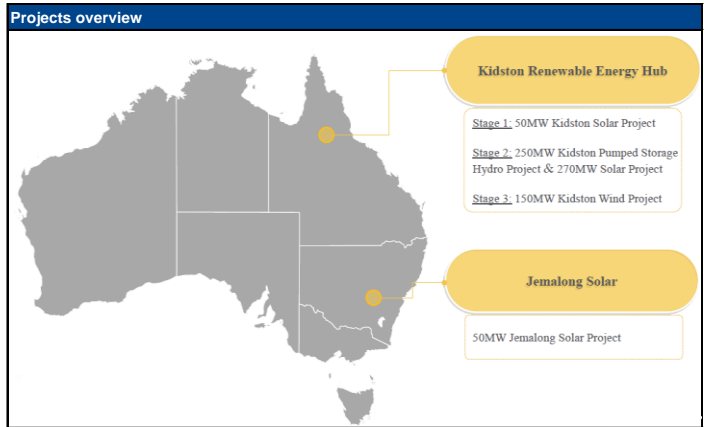 Projects overview
Kidston Renewable Energy Hub
Stage 1: 50MW Kidston Solar Project
Stage 2: 250MW Kidston Pumped Storage
Hydro Project & 270MW Solar Project
Stage 3: 150MW Kidston Wind Project
Jemalong Solar
50MW Jemalong Solar Project